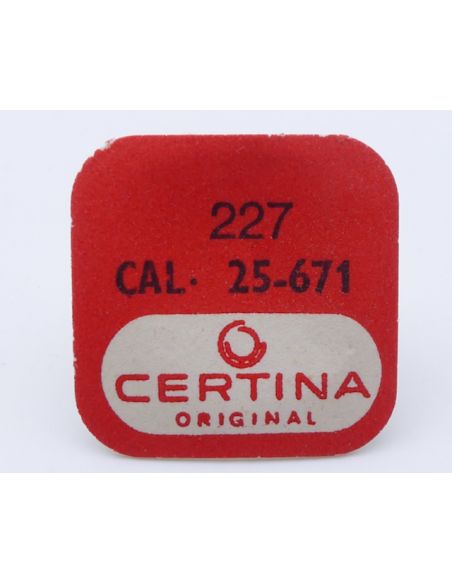 227
CAL. 25-671
CERTINA
ORIGINAL